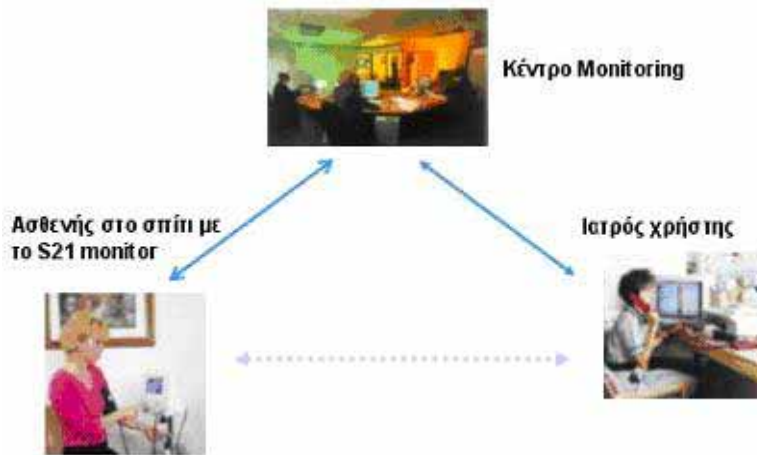 Κέντρο Monitoring
Ασθενής στο σπίτι με
το S21 monitor
Ιατρός χρήστης